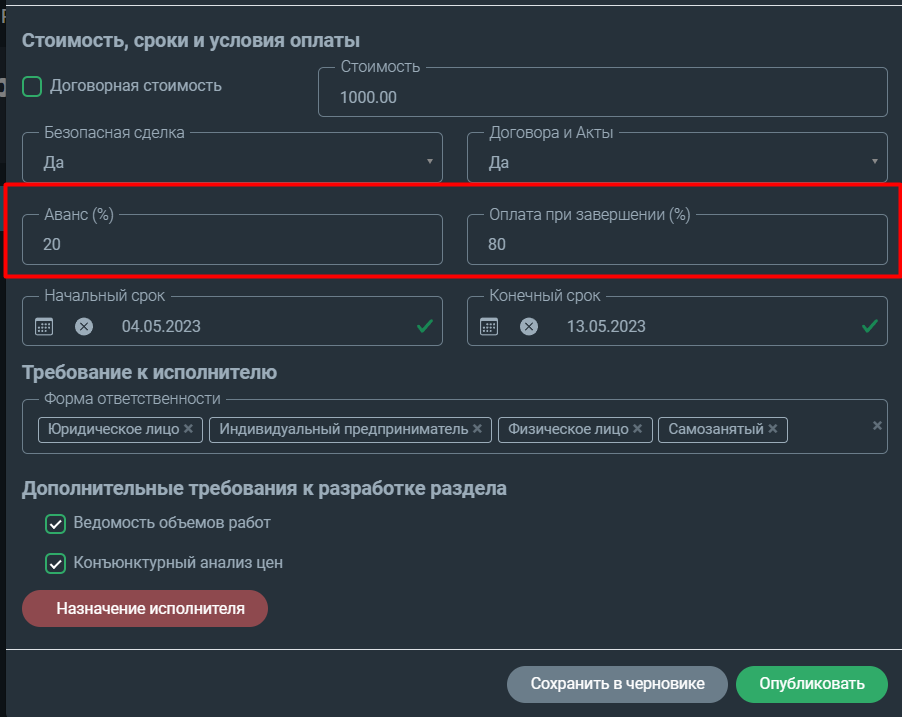 Стоимость, сроки и условия оплаты
Договорная стоимость
Стоимость
1000.00
Безопасная сделка
Да
Договора и Акты
Да
Аванс (%)
20
Оплата при завершении (%)
80
Начальный срок
04.05.2023
Конечный срок
13.05.2023
Требование к исполнителю
Форма ответственности
Юридическое лицо × Индивидуальный предприниматель × Физическое лицо × Самозанятый ×
Дополнительные требования к разработке раздела
Ведомость объемов работ
Конъюнктурный анализ цен
Назначение исполнителя
Сохранить в черновике
Опубликовать